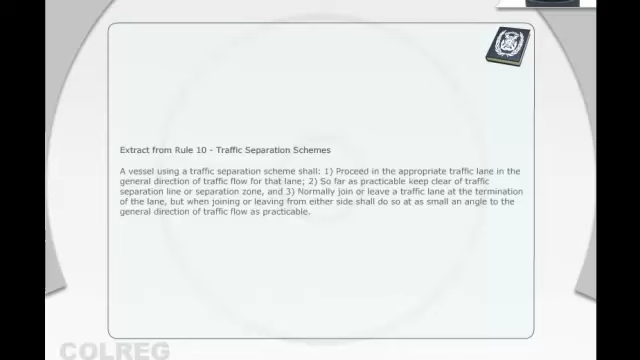 Extract from Rule 10 - Traffic Separation Schemes
A vessel using a traffic separation scheme shall: 1) Proceed in the appropriate traffic lane in the
general direction of traffic flow for that lane; 2) So far as practicable keep clear of traffic
separation line or separation zone, and 3) Normally join or leave a traffic lane at the termination
of the lane, but when joining or leaving from either side shall do so at as small an angle to the
general direction of traffic flow as practicable.
COLREG